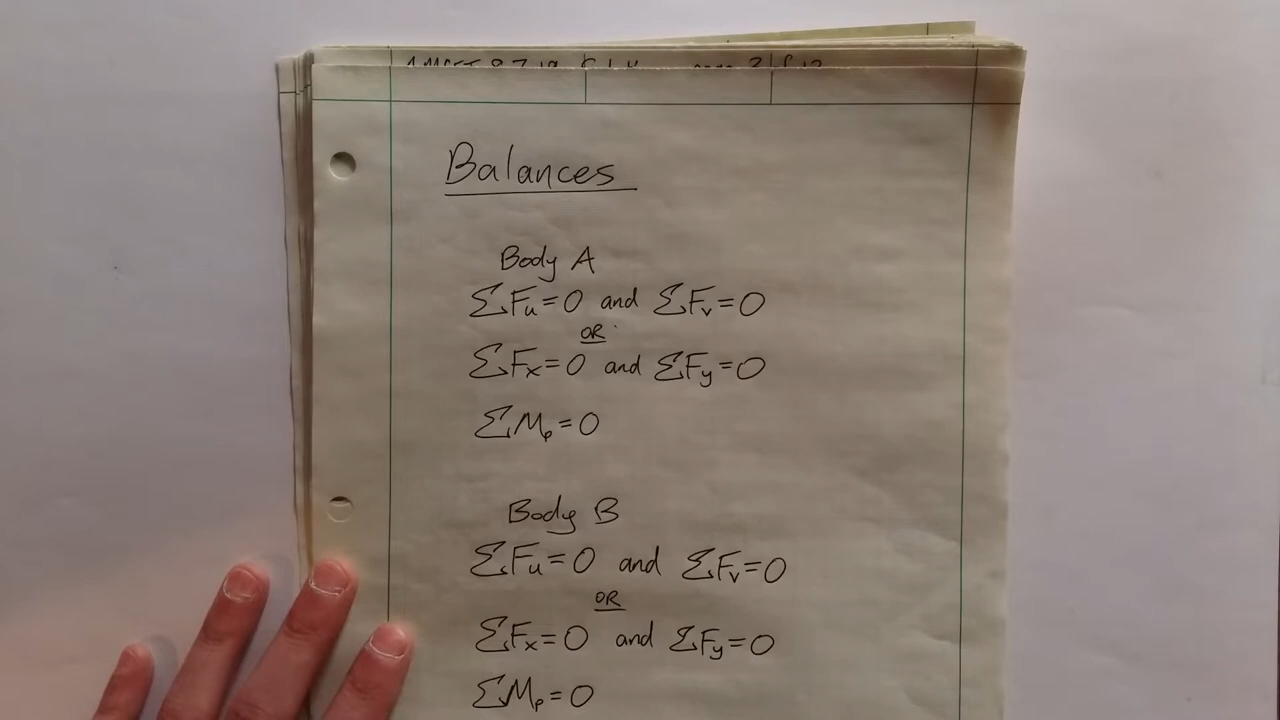 Balances
Body A
ΣFu=0 and ΣFv=0
OR
ΣFx=0 and ΣFy=0
ΣMp=0
Body B
ΣFu=0 and ΣFv=0
OR
ΣFx=0 and ΣFy=0
ΣMp=0